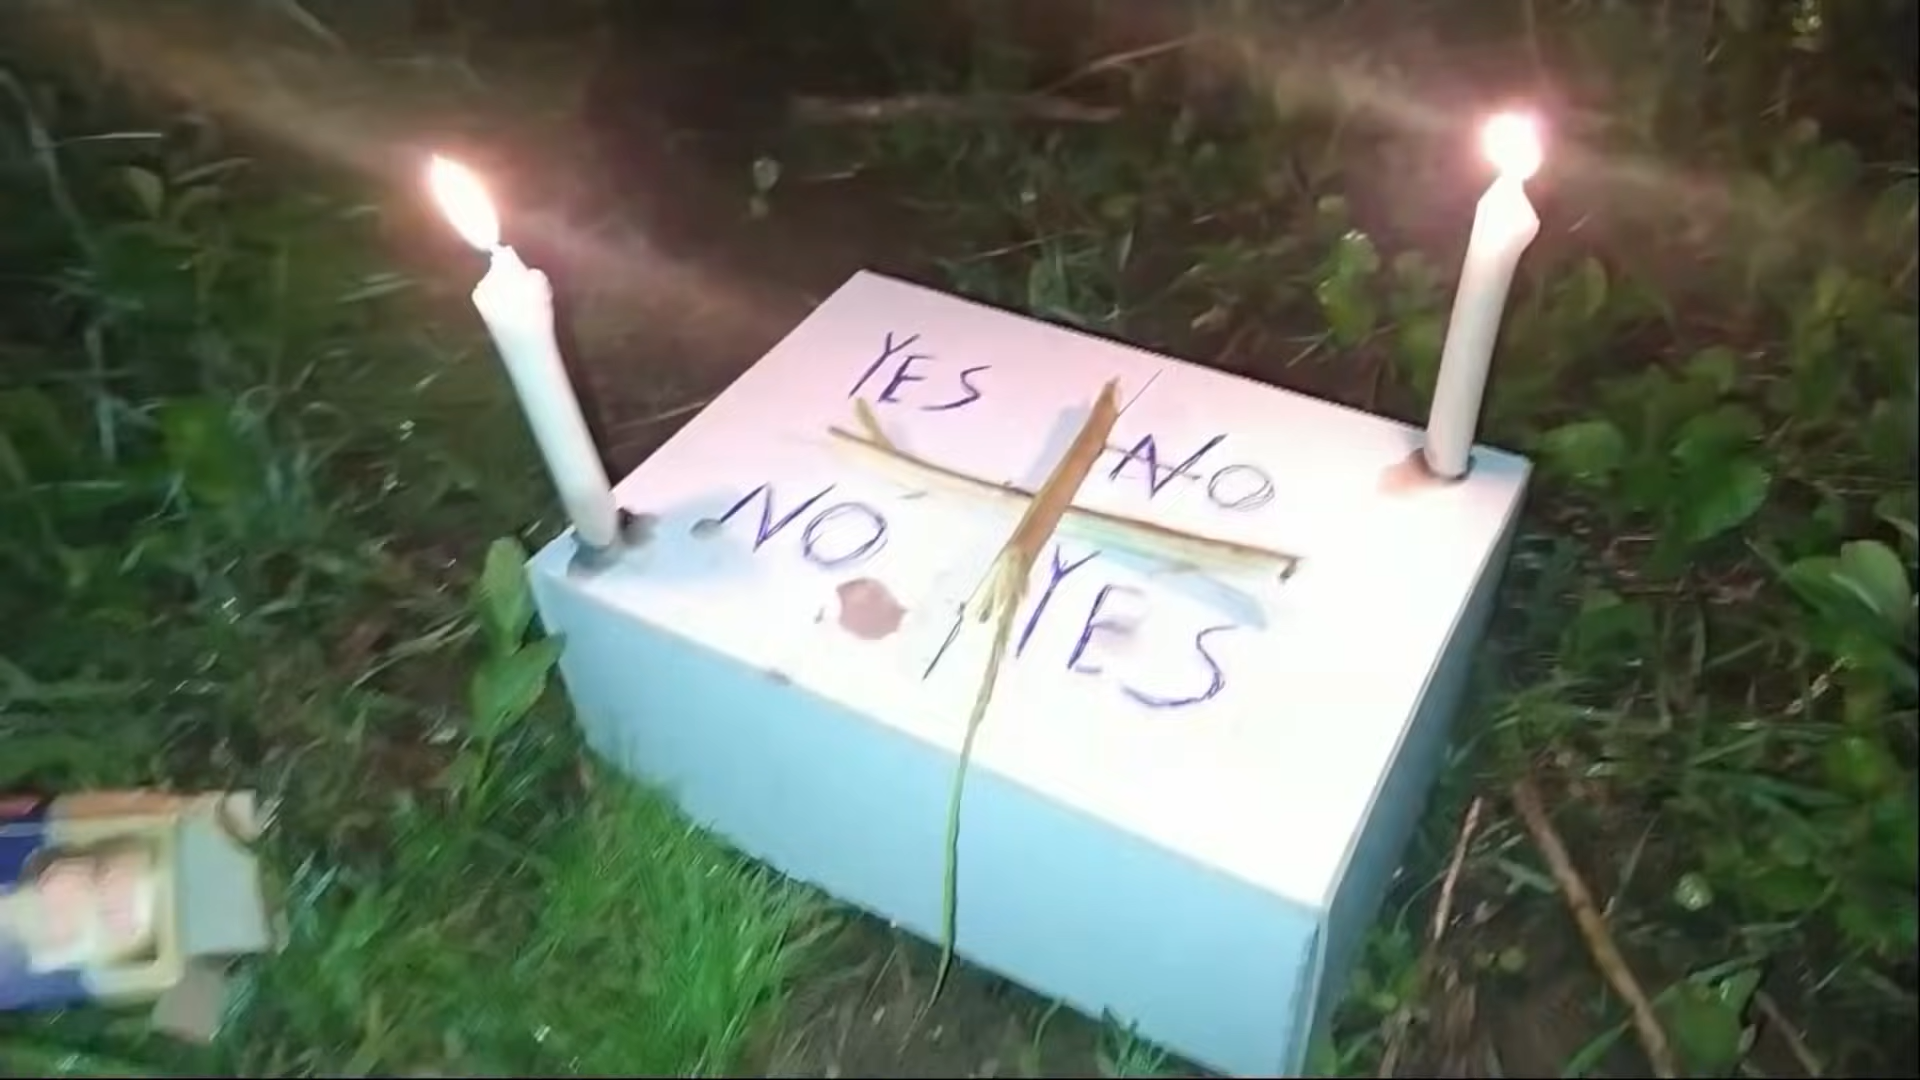 YES NO
NO YES